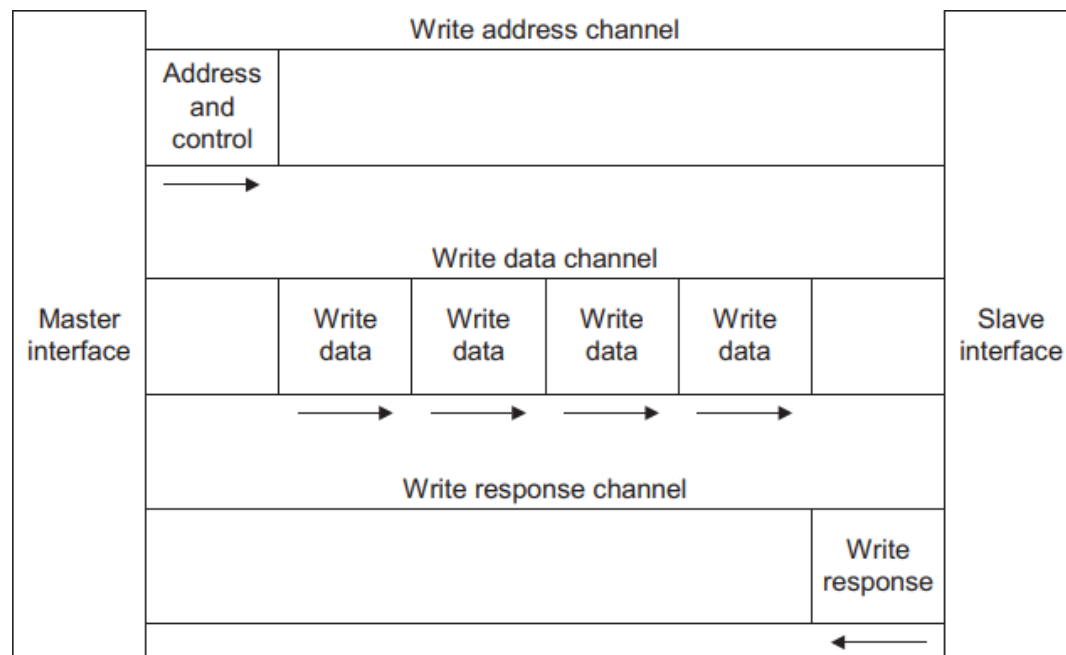 Write address channel
Address
and
control
Write data channel
Master
interface
Write
data
Write
data
Write
data
Write
data
Slave
interface
Write response channel
Write
response